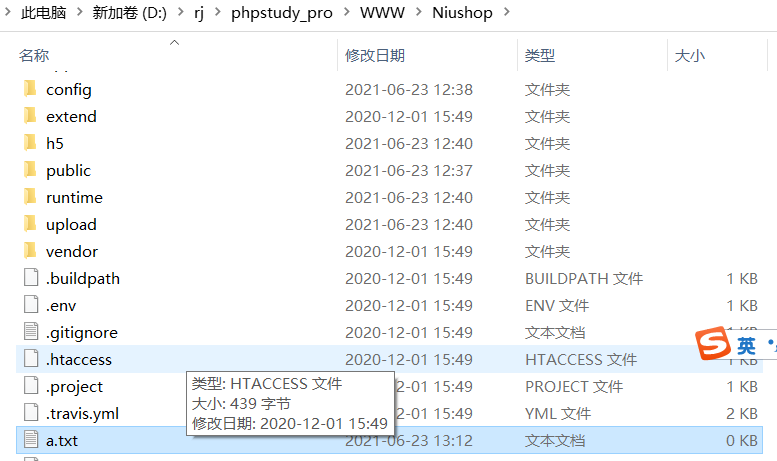 此电脑 > 新加卷 (D:) > rj > phpstudy_pro > WWW > Niushop >
名称 修改日期 类型 大小
config 2021-06-23 12:38 文件夹
extend 2020-12-01 15:49 文件夹
h5 2021-06-23 12:40 文件夹
public 2021-06-23 12:37 文件夹
runtime 2021-06-23 12:40 文件夹
upload 2021-06-23 12:40 文件夹
vendor 2020-12-01 15:49 文件夹
.buildpath 2020-12-01 15:49 BUILDPATH 文件 1 KB
.env 2020-12-01 15:49 ENV 文件 1 KB
.gitignore 2020-12-01 15:49 文本文档 1 KB
英
.htaccess 2020-12-01 15:49 HTACCESS 文件 1 KB
.project 2020-12-01 15:49 PROJECT 文件 1 KB
类型: HTACCESS 文件
大小: 439 字节
修改日期: 2020-12-01 15:49
.travis.yml 2020-12-01 15:49 YML 文件 2 KB
a.txt 2021-06-23 13:12 文本文档 0 KB